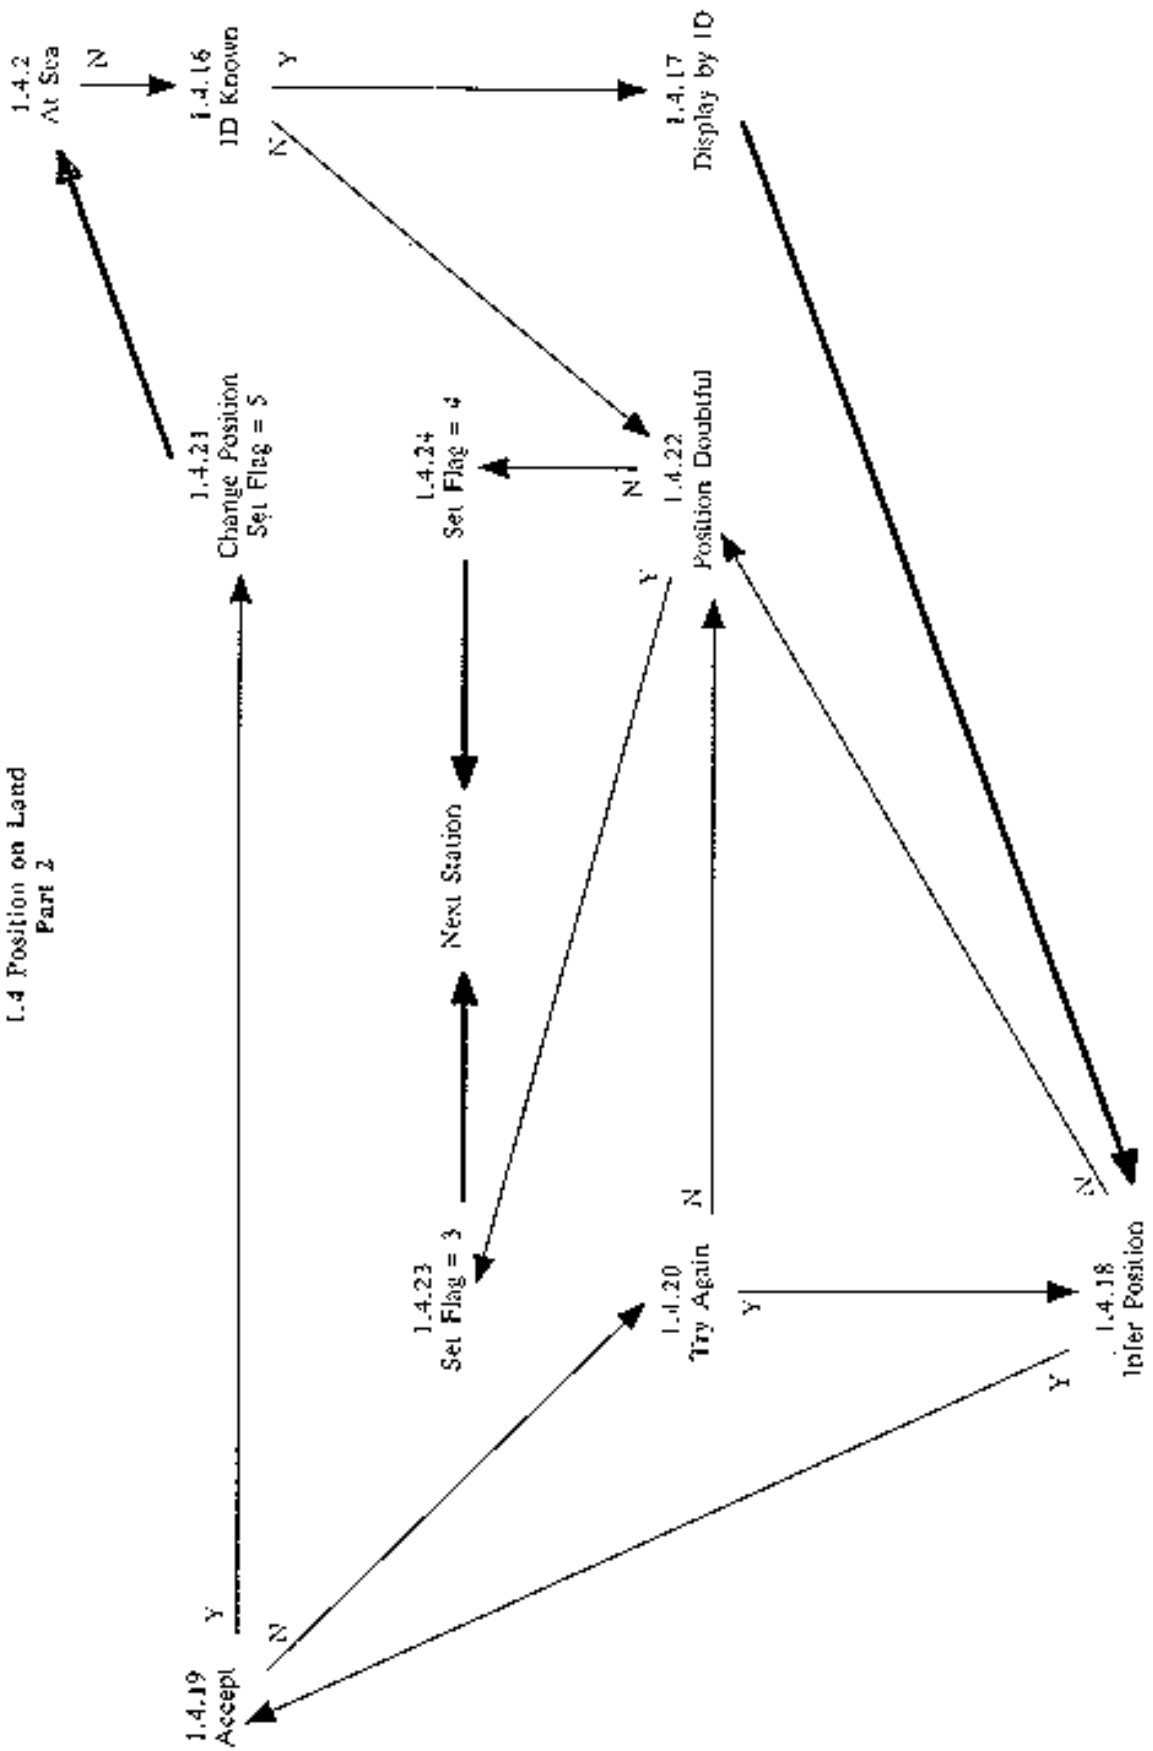 1.4 Position on Land
Part 2
1.4.19
Accept
Y
N
1.4.21
Change Position
Set Flag = 5
1.4.2
At Sea
N
1.4.16
ID Known
Y
N
1.4.23
Set Flag = 3
Next Station
1.4.24
Set Flag = 4
1.4.20
Try Again
N
Y
1.4.22
Position Doubtful
Y
N
1.4.17
Display by ID
1.4.18
Infer Position
Y
N